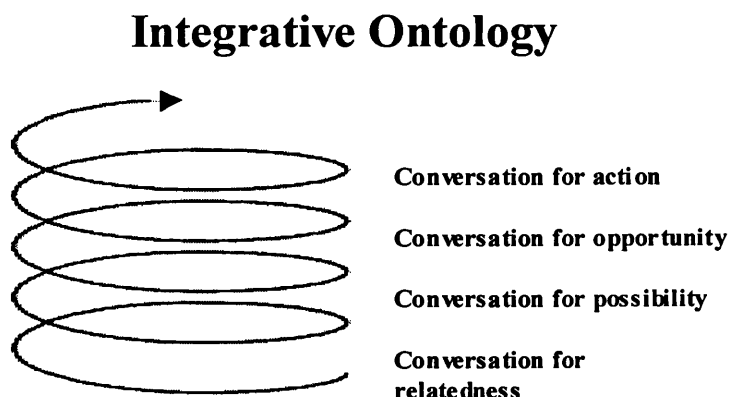 Integrative Ontology
Conversation for action
Conversation for opportunity
Conversation for possibility
Conversation for
relatedness